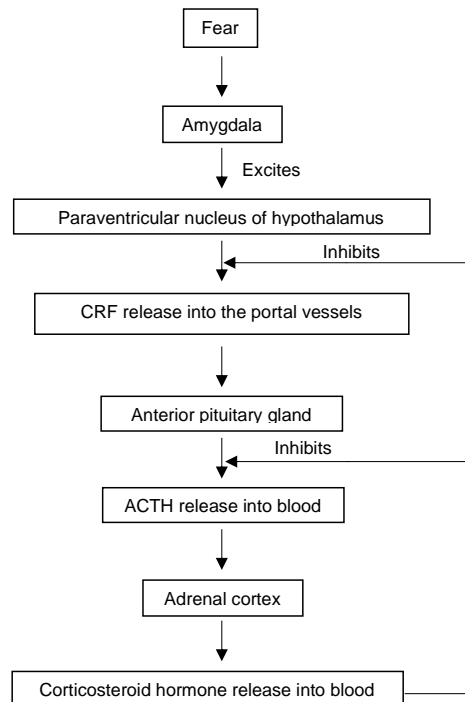 Fear
Amygdala
Excites
Paraventricular nucleus of hypothalamus
Inhibits
CRF release into the portal vessels
Anterior pituitary gland
Inhibits
ACTH release into blood
Adrenal cortex
Corticosteroid hormone release into blood